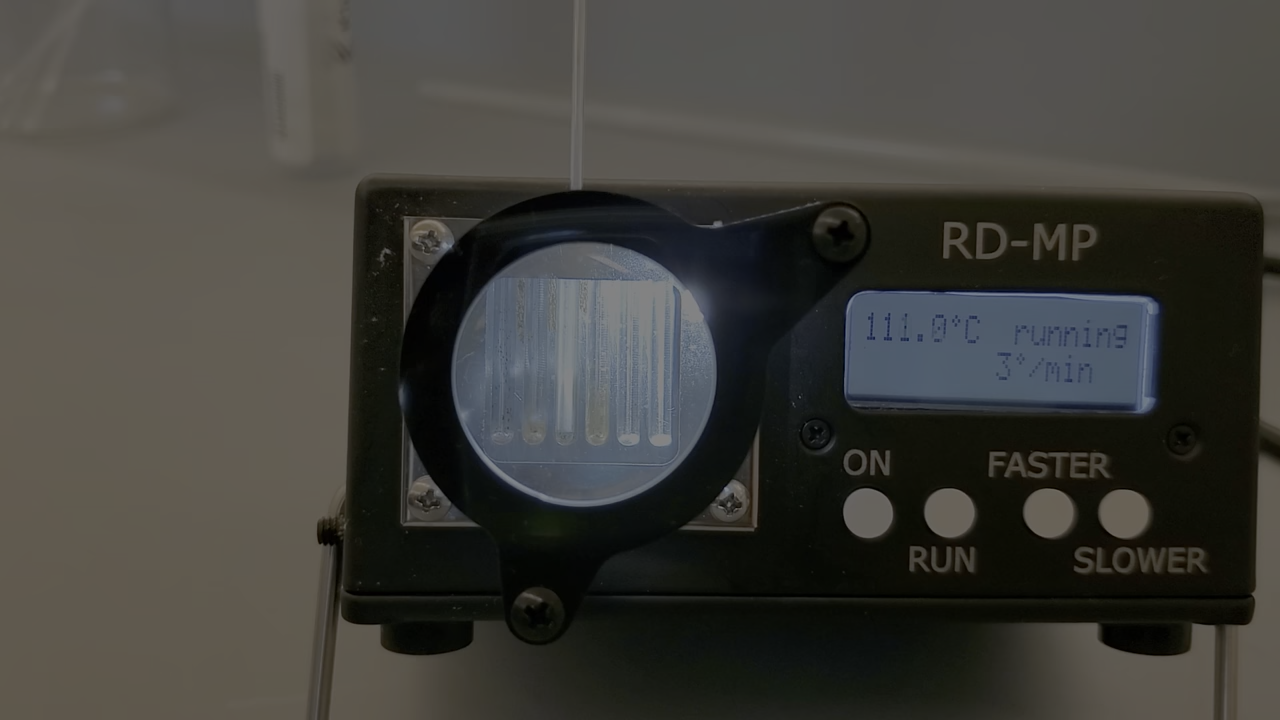 RD-MP
111.0°C running
3°/min
ON
FASTER
RUN
SLOWER